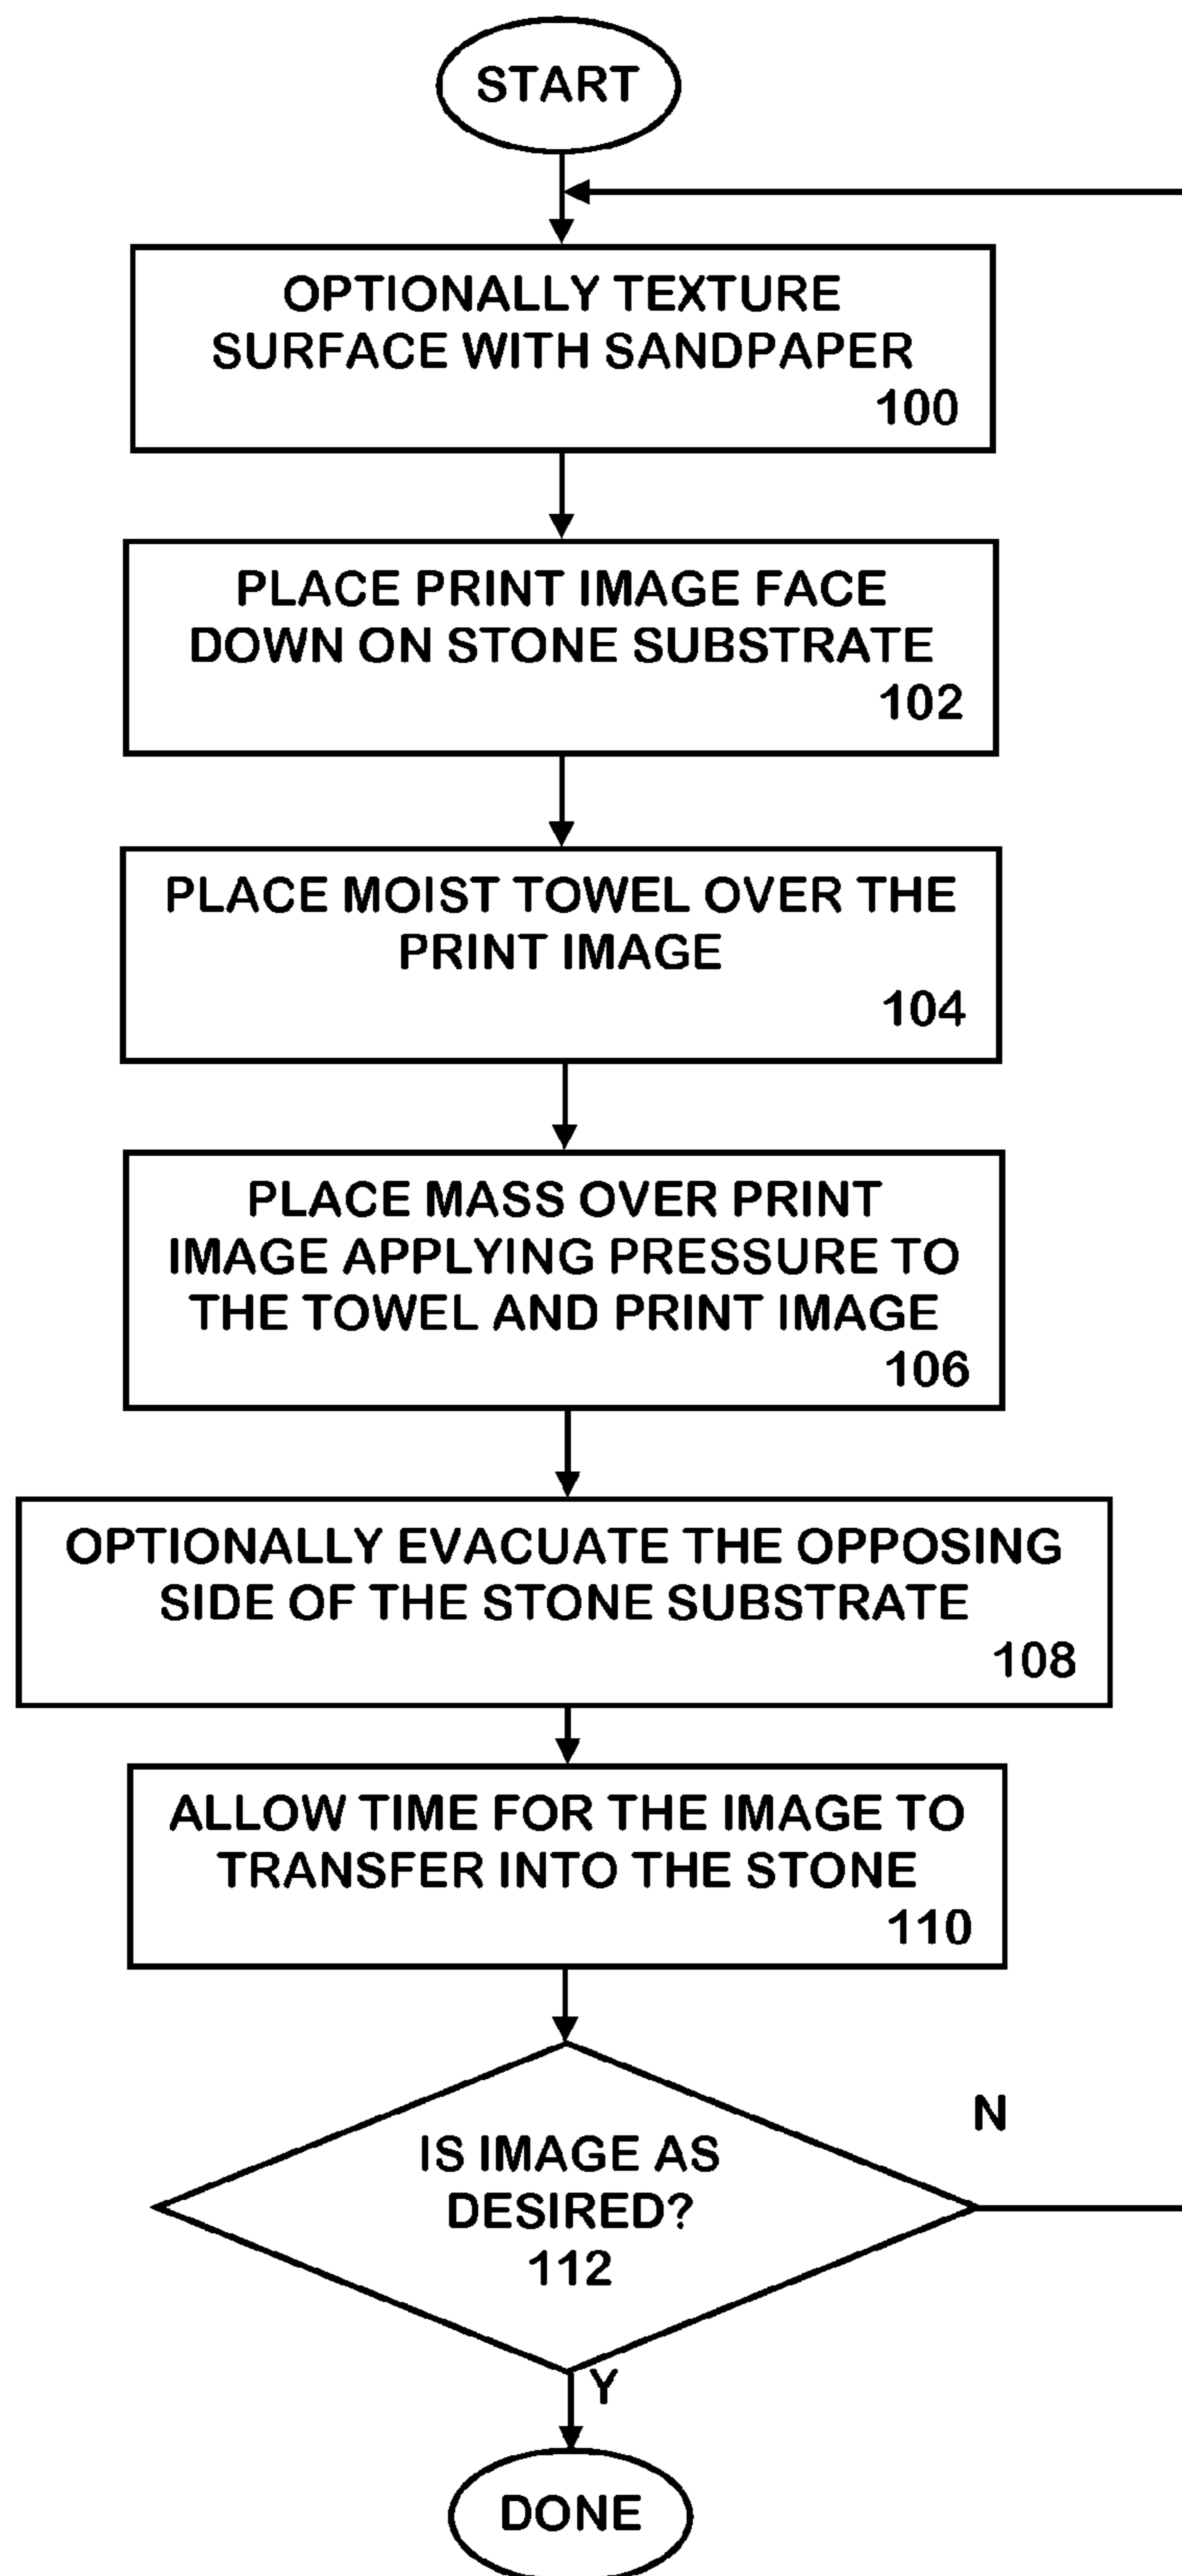 START
OPTIONALLY TEXTURE
SURFACE WITH SANDPAPER
100
PLACE PRINT IMAGE FACE
DOWN ON STONE SUBSTRATE
102
PLACE MOIST TOWEL OVER THE
PRINT IMAGE
104
PLACE MASS OVER PRINT
IMAGE APPLYING PRESSURE TO
THE TOWEL AND PRINT IMAGE
106
OPTIONALLY EVACUATE THE OPPOSING
SIDE OF THE STONE SUBSTRATE
108
ALLOW TIME FOR THE IMAGE TO
TRANSFER INTO THE STONE
110
N
IS IMAGE AS
DESIRED?
112
Y
DONE